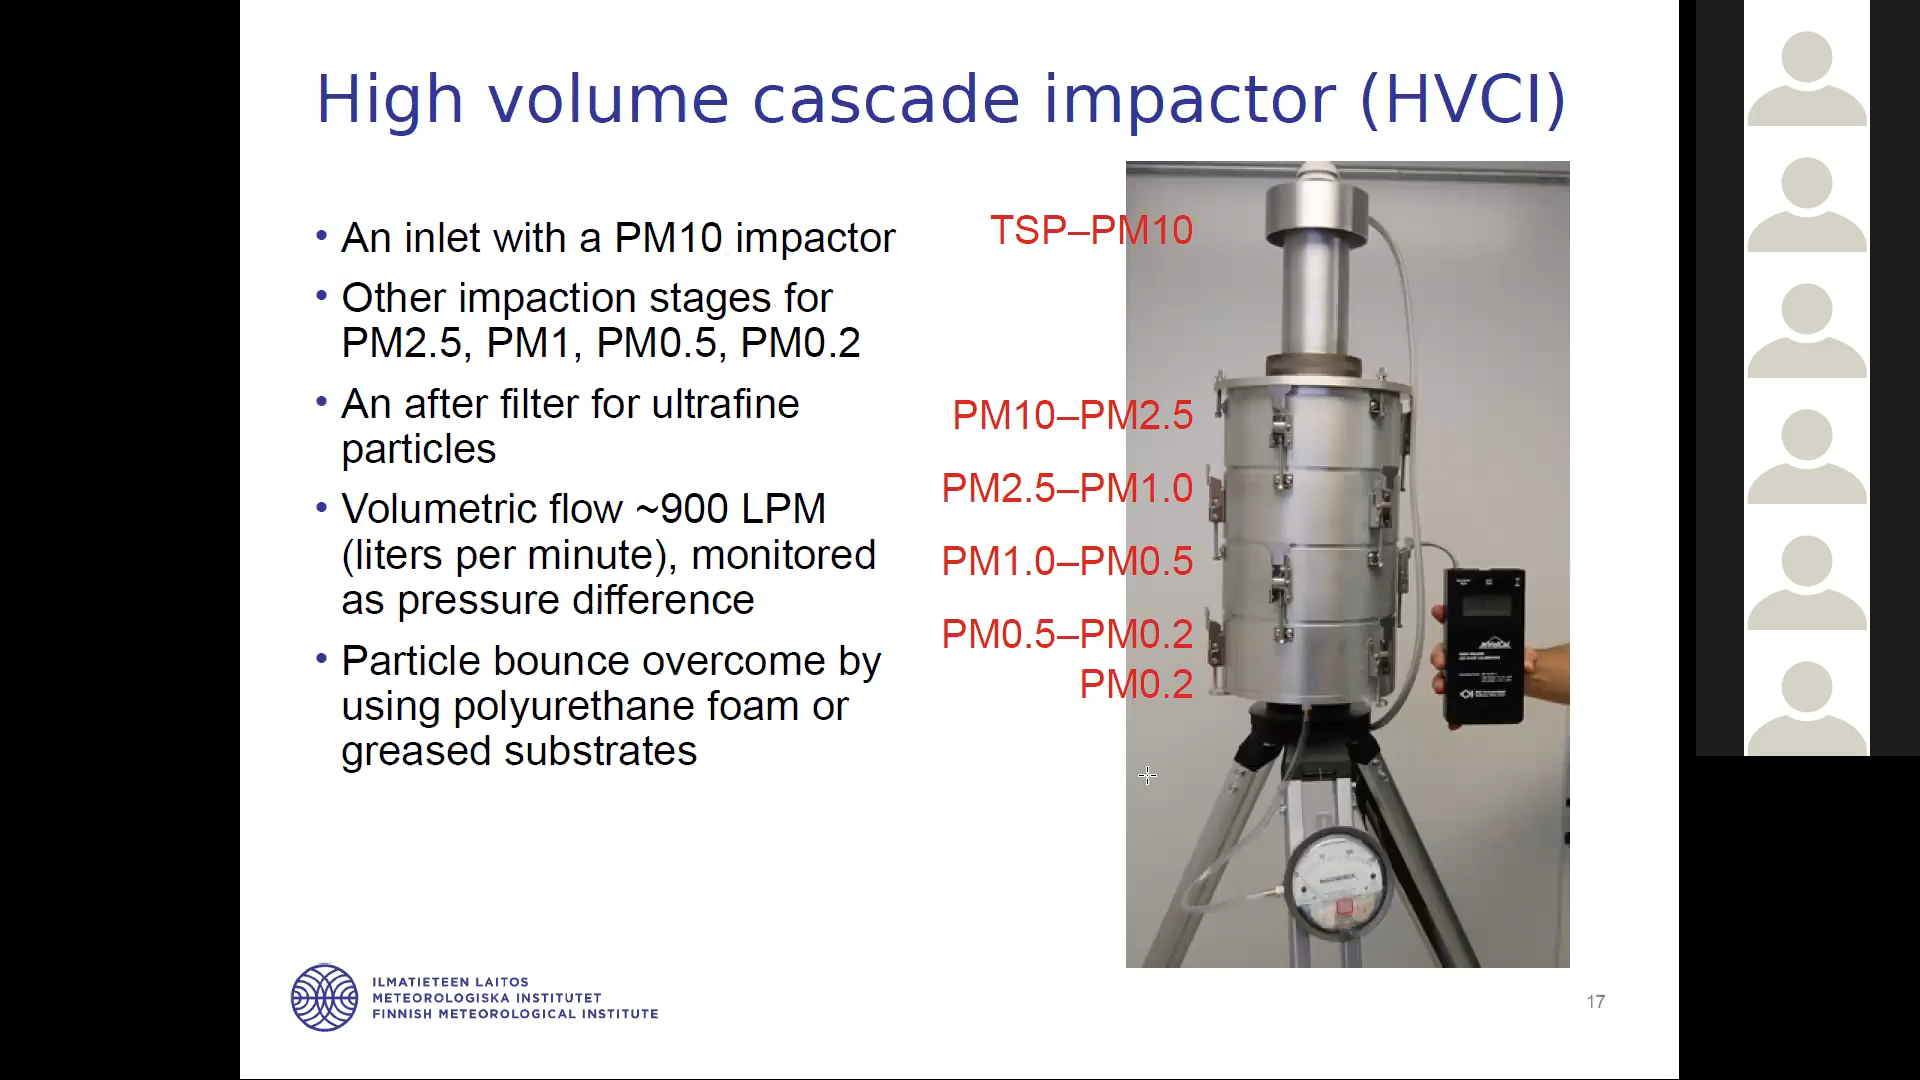 High volume cascade impactor (HVCI)
• An inlet with a PM10 impactor
• Other impaction stages for
PM2.5, PM1, PM0.5, PM0.2
• An after filter for ultrafine
particles
• Volumetric flow ~900 LPM
(liters per minute), monitored
as pressure difference
• Particle bounce overcome by
using polyurethane foam or
greased substrates
TSP–PM10
PM10–PM2.5
PM2.5–PM1.0
PM1.0–PM0.5
PM0.5–PM0.2
PM0.2
ILMATIETEEN LAITOS
METEOROLOGISKA INSTITUTET
FINNISH METEOROLOGICAL INSTITUTE
17